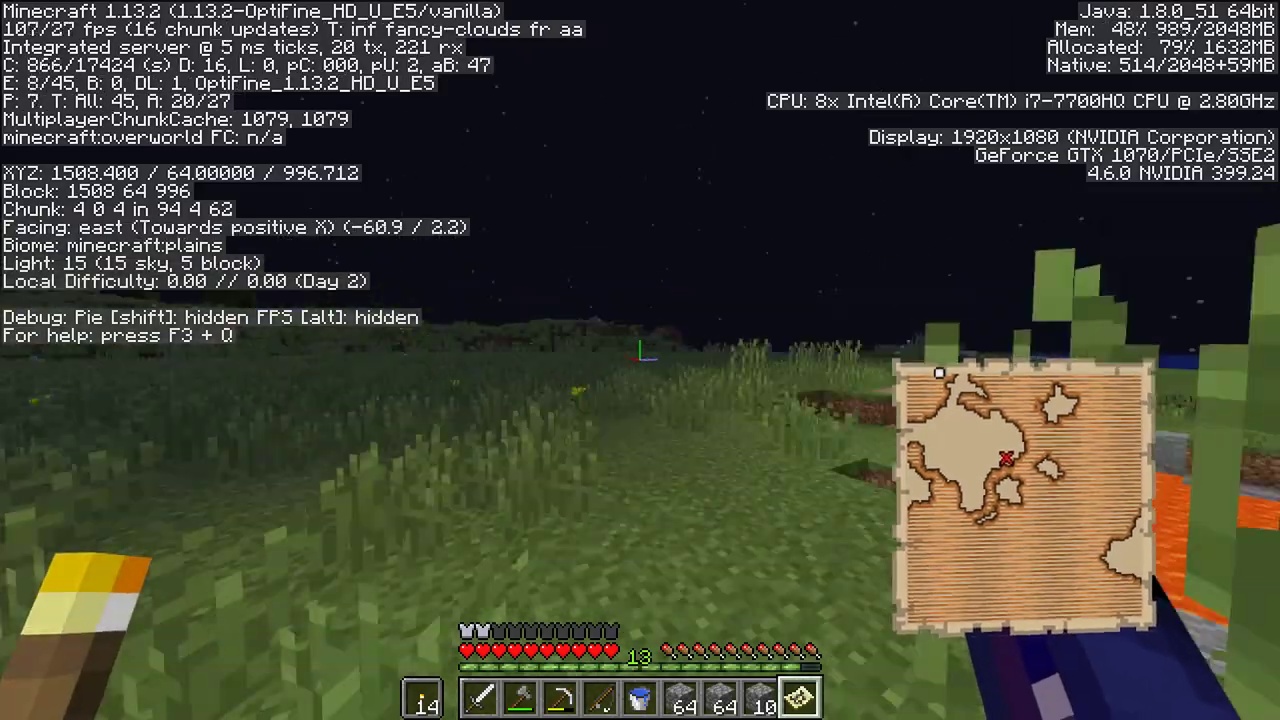 Minecraft 1.13.2 (1.13.2-OptiFine_HD_U_E5/vanilla)
107/27 fps (16 chunk updates) T: inf fancy-clouds fr aa
Integrated server @ 5 ms ticks, 20 tx, 221 rx
C: 866/17424 (s) D: 16, L: 0, pC: 000, pU: 2, aB: 47
E: 8/45, B: 0, DL: 1, OptiFine_1.13.2_HD_U_E5
P: 7. T: All: 45, A: 20/27
MultiplayerChunkCache: 1079, 1079
minecraft:overworld FC: n/a
XYZ: 1508.400 / 64.00000 / 996.712
Block: 1508 64 996
Chunk: 4 0 4 in 94 4 62
Facing: east (Towards positive X) (-60.9 / 2.2)
Biome: minecraft:plains
Light: 15 (15 sky, 5 block)
Local Difficulty: 0.00 // 0.00 (Day 2)
Debug: Pie [shift]: hidden FPS [alt]: hidden
For help: press F3 + Q
Java: 1.8.0_51 64bit
Mem: 48% 989/2048MB
Allocated: 79% 1632MB
Native: 514/2048+59MB
CPU: 8x Intel(R) Core(TM) i7-7700HQ CPU @ 2.80GHz
Display: 1920x1080 (NVIDIA Corporation)
GeForce GTX 1070/PCIe/SSE2
4.6.0 NVIDIA 399.24
13
14
64
64
10